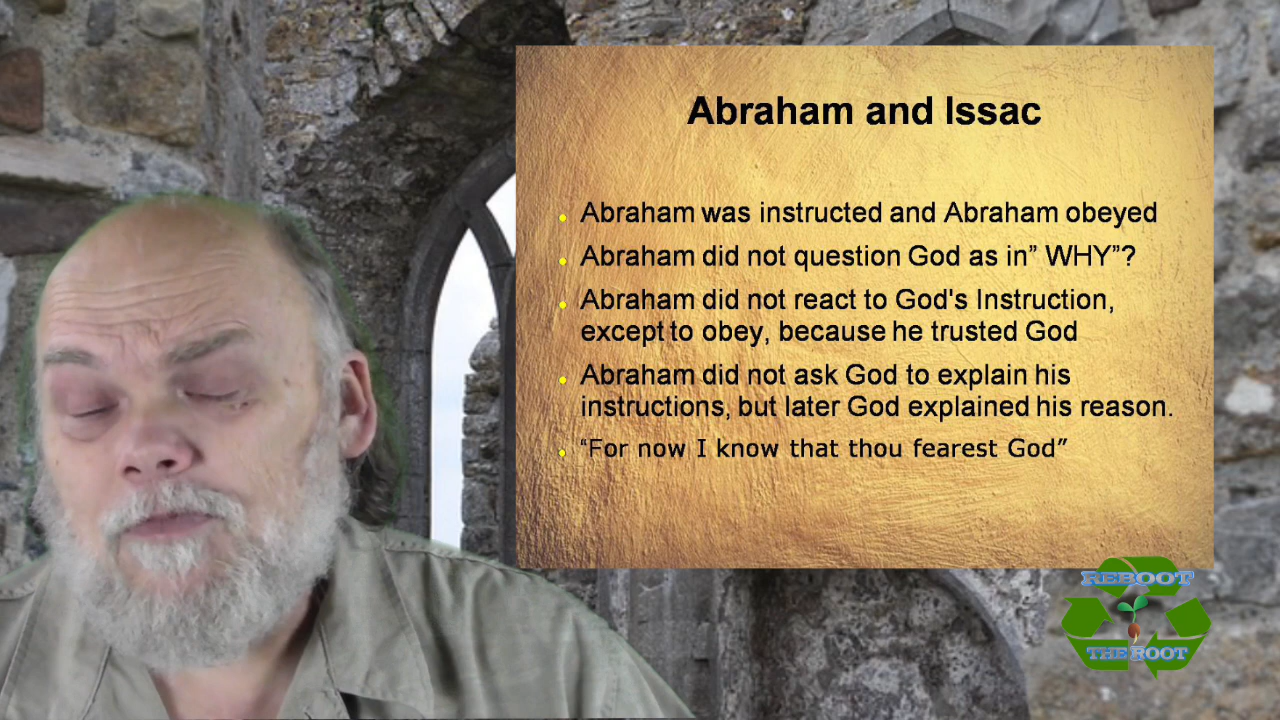 Abraham and Issac
Abraham was instructed and Abraham obeyed
Abraham did not question God as in” WHY”?
Abraham did not react to God's Instruction,
except to obey, because he trusted God
Abraham did not ask God to explain his
instructions, but later God explained his reason.
“For now I know that thou fearest God”
REBOOT
THE ROOT